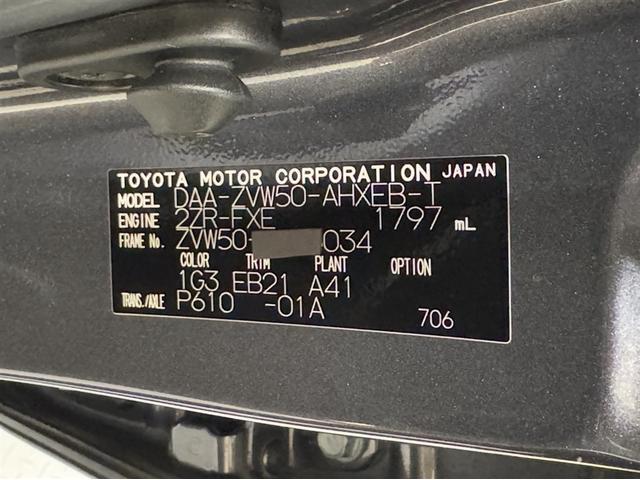 TOYOTA MOTOR CORPORATION JAPAN
MODEL DAA-ZVW50-AHXEB-T
ENGINE 2ZR-FXE 1797 mL
FRAME No. ZVW50- 034
COLOR TRIM PLANT OPTION
1G3 EB21 A41
TRANS./AXLE P610 -01A
706